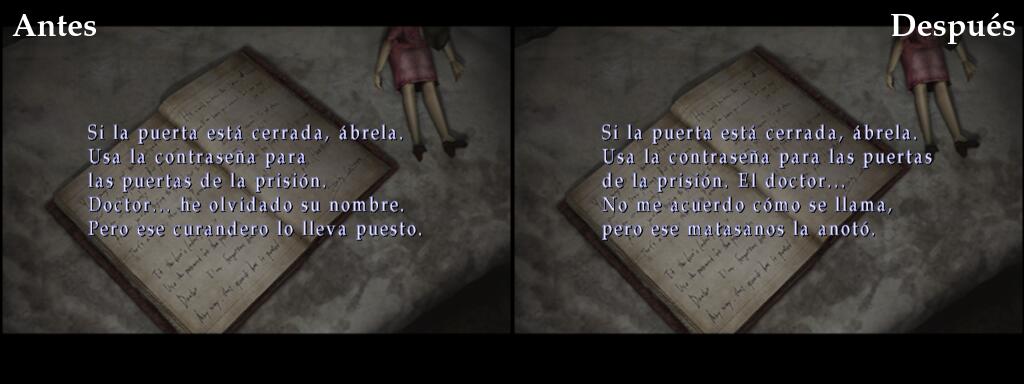 Antes
Después
Si la puerta está cerrada, ábrela.
Usa la contraseña para
las puertas de la prisión.
Doctor... he olvidado su nombre.
Pero ese curandero lo lleva puesto.
Si la puerta está cerrada, ábrela.
Usa la contraseña para las puertas
de la prisión. El doctor...
No me acuerdo cómo se llama,
pero ese matasanos la anotó.